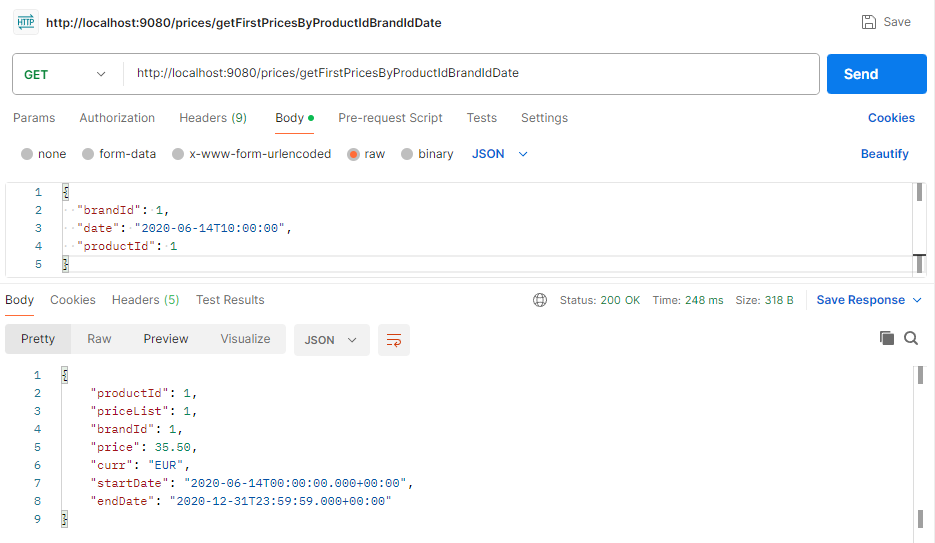 HTTP http://localhost:9080/prices/getFirstPricesByProductIdBrandIdDate Save
GET http://localhost:9080/prices/getFirstPricesByProductIdBrandIdDate Send
Params Authorization Headers (9) Body Pre-request Script Tests Settings Cookies
none form-data x-www-form-urlencoded raw binary JSON Beautify
1 {
2 "brandId": 1,
3 "date": "2020-06-14T10:00:00",
4 "productId": 1
5 }
Body Cookies Headers (5) Test Results Status: 200 OK Time: 248 ms Size: 318 B Save Response
Pretty Raw Preview Visualize JSON
1 {
2 "productId": 1,
3 "priceList": 1,
4 "brandId": 1,
5 "price": 35.50,
6 "curr": "EUR",
7 "startDate": "2020-06-14T00:00:00.000+00:00",
8 "endDate": "2020-12-31T23:59:59.000+00:00"
9 }